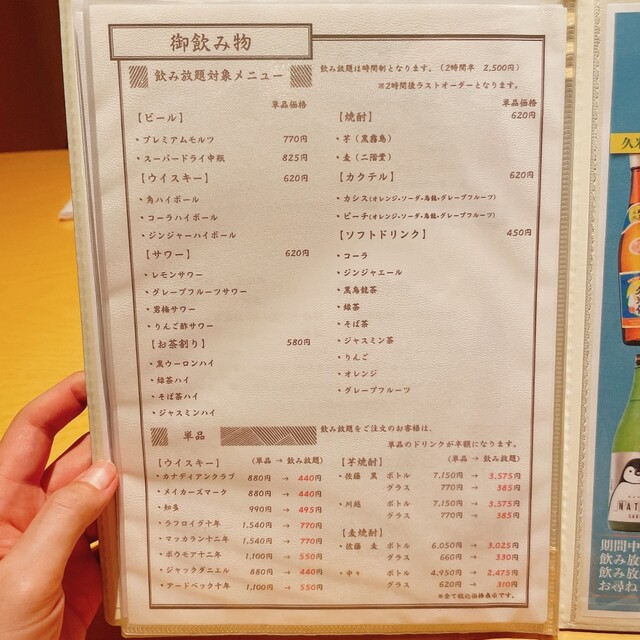 御飲み物
飲み放題対象メニュー
飲み放題は時間制となります。(2時間半 2,500円)
※2時間後ラストオーダーとなります。
単品価格
【ビール】
・プレミアムモルツ 770円
・スーパードライ中瓶 825円
【ウイスキー】 620円
・角ハイボール
・コーラハイボール
・ジンジャーハイボール
【サワー】 620円
・レモンサワー
・グレープフルーツサワー
・男梅サワー
・りんご酢サワー
【お茶割り】 580円
・黒ウーロンハイ
・緑茶ハイ
・そば茶ハイ
・ジャスミンハイ
単品価格
【焼酎】 620円
・芋(黒霧島)
・麦(二階堂)
【カクテル】 620円
・カシス(オレンジ・ソーダ・烏龍・グレープフルーツ)
・ピーチ(オレンジ・ソーダ・烏龍・グレープフルーツ)
【ソフトドリンク】 450円
・コーラ
・ジンジャエール
・黒烏龍茶
・緑茶
・そば茶
・ジャスミン茶
・りんご
・オレンジ
・グレープフルーツ
単品
飲み放題をご注文のお客様は、
単品のドリンクが半額になります。
【ウイスキー】 (単品 → 飲み放題)
・カナディアンクラブ 880円 → 440円
・メイカーズマーク 880円 → 440円
・知多 990円 → 495円
・ラフロイグ十年 1,540円 → 770円
・マッカラン十二年 1,540円 → 770円
・ボウモア十二年 1,100円 → 550円
・ジャックダニエル 880円 → 440円
・アードベック十年 1,100円 → 550円
【芋焼酎】 (単品 → 飲み放題)
・佐藤 黒 ボトル 7,150円 → 3,575円
グラス 770円 → 385円
・川越 ボトル 7,150円 → 3,575円
グラス 770円 → 385円
【麦焼酎】
・佐藤 麦 ボトル 6,050円 → 3,025円
グラス 660円 → 330円
・中々 ボトル 4,950円 → 2,475円
グラス 620円 → 310円
※全て税込価格表示です。
久米
NAT
期間中
飲み放
飲み放
お尋ね